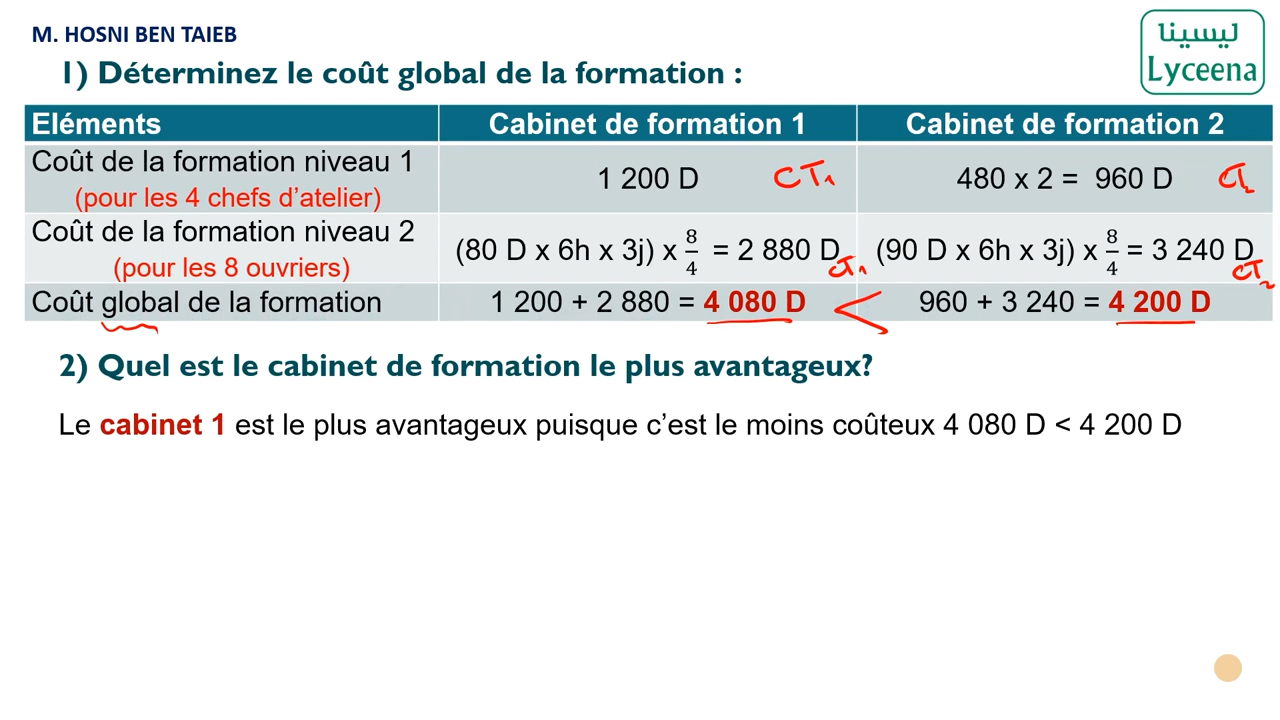 M. HOSNI BEN TAIEB
ليسينا
Lyceena
1) Déterminez le coût global de la formation :
Eléments Cabinet de formation 1 Cabinet de formation 2
Coût de la formation niveau 1
(pour les 4 chefs d’atelier) 1 200 D CT₁ 480 x 2 = 960 D CT₂
Coût de la formation niveau 2
(pour les 8 ouvriers) (80 D x 6h x 3j) x 8/4 = 2 880 D CT₁ (90 D x 6h x 3j) x 8/4 = 3 240 D CT₂
Coût global de la formation 1 200 + 2 880 = 4 080 D < 960 + 3 240 = 4 200 D
2) Quel est le cabinet de formation le plus avantageux?
Le cabinet 1 est le plus avantageux puisque c’est le moins coûteux 4 080 D < 4 200 D